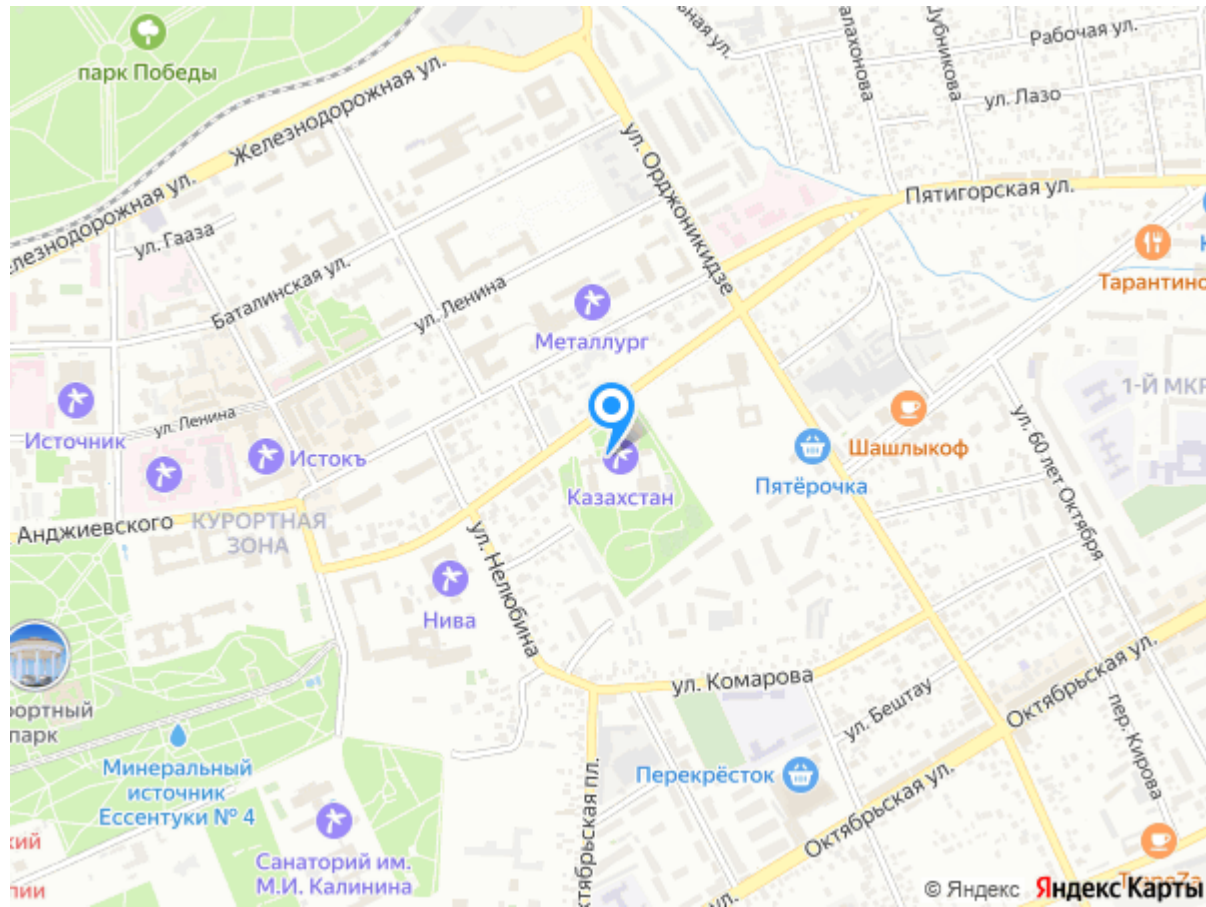 парк Победы
Железнодорожная ул.
ул. Орджоникидзе
Рабочая ул.
ул. Лазо
Пятигорская ул.
ул. Гааза
Баталинская ул.
ул. Ленина
Металлург
Тарантино
1-Й МКР
Источник
ул. Ленина
Истокъ
Казахстан
Шашлыкоф
Пятёрочка
ул. 60 лет Октября
Анджиевского
КУРОРТНАЯ
ЗОНА
ул. Нелюбина
Нива
ул. Комарова
ул. Бештау
Октябрьская ул.
пер. Кирова
парк
Минеральный
источник
Ессентуки № 4
Перекрёсток
Октябрьская ул.
Санаторий им.
М.И. Калинина
© Яндекс Яндекс Карты